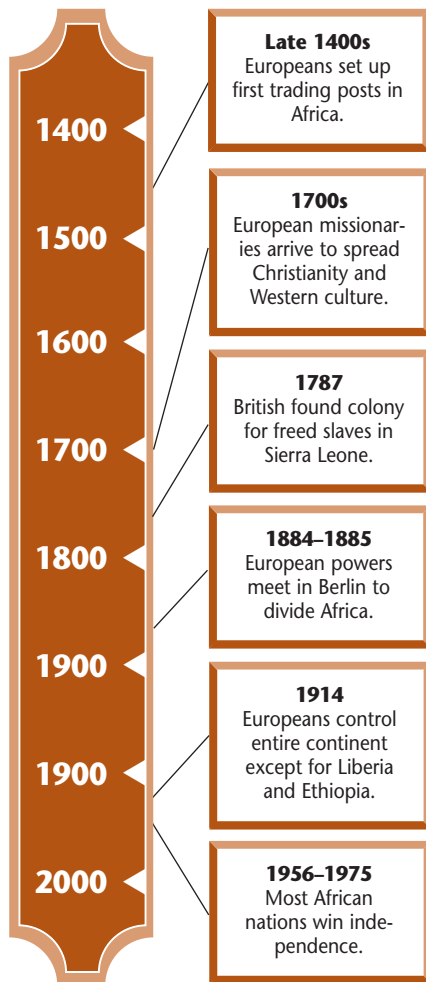 1400
1500
1600
1700
1800
1900
1900
2000
Late 1400s
Europeans set up
first trading posts in
Africa.
1700s
European missionar-
ies arrive to spread
Christianity and
Western culture.
1787
British found colony
for freed slaves in
Sierra Leone.
1884–1885
European powers
meet in Berlin to
divide Africa.
1914
Europeans control
entire continent
except for Liberia
and Ethiopia.
1956–1975
Most African
nations win inde-
pendence.